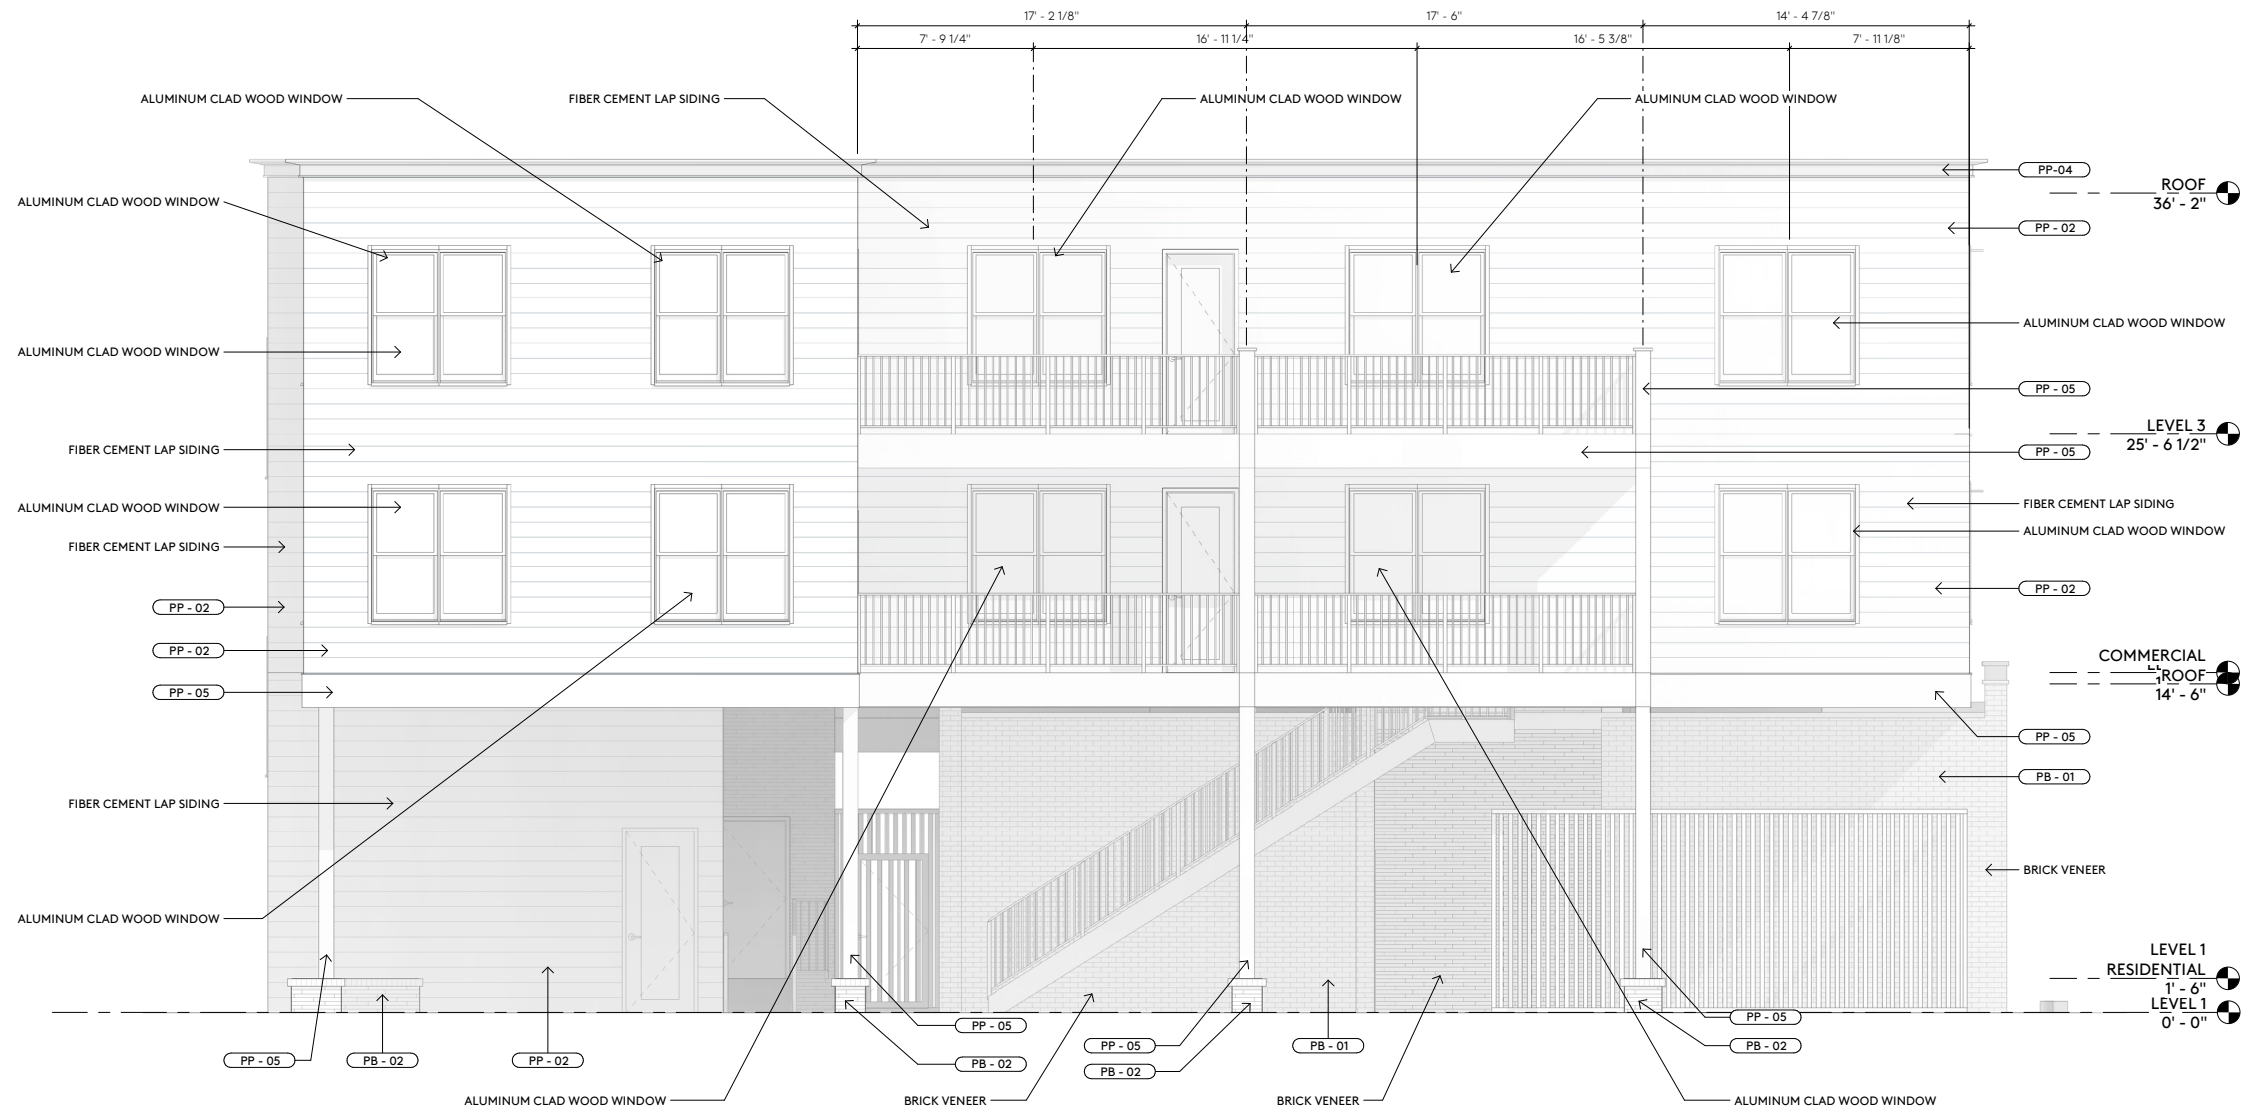 17' - 2 1/8"
17' - 6"
14' - 4 7/8"
7' - 9 1/4"
16' - 11 1/4"
16' - 5 3/8"
7' - 11 1/8"
ALUMINUM CLAD WOOD WINDOW
FIBER CEMENT LAP SIDING
ALUMINUM CLAD WOOD WINDOW
ALUMINUM CLAD WOOD WINDOW
PP-04
ROOF
36' - 2"
ALUMINUM CLAD WOOD WINDOW
PP - 02
ALUMINUM CLAD WOOD WINDOW
ALUMINUM CLAD WOOD WINDOW
PP - 05
LEVEL 3
25' - 6 1/2"
FIBER CEMENT LAP SIDING
PP - 05
ALUMINUM CLAD WOOD WINDOW
FIBER CEMENT LAP SIDING
ALUMINUM CLAD WOOD WINDOW
FIBER CEMENT LAP SIDING
PP - 02
PP - 02
PP - 02
COMMERCIAL
ROOF
14' - 6"
PP - 05
PP - 05
PB - 01
FIBER CEMENT LAP SIDING
BRICK VENEER
ALUMINUM CLAD WOOD WINDOW
LEVEL 1
RESIDENTIAL
1' - 6"
LEVEL 1
0' - 0"
PP - 05
PP - 05
PP - 05
PB - 01
PB - 02
PP - 05
PB - 02
PP - 02
PB - 02
PB - 02
ALUMINUM CLAD WOOD WINDOW
BRICK VENEER
BRICK VENEER
ALUMINUM CLAD WOOD WINDOW